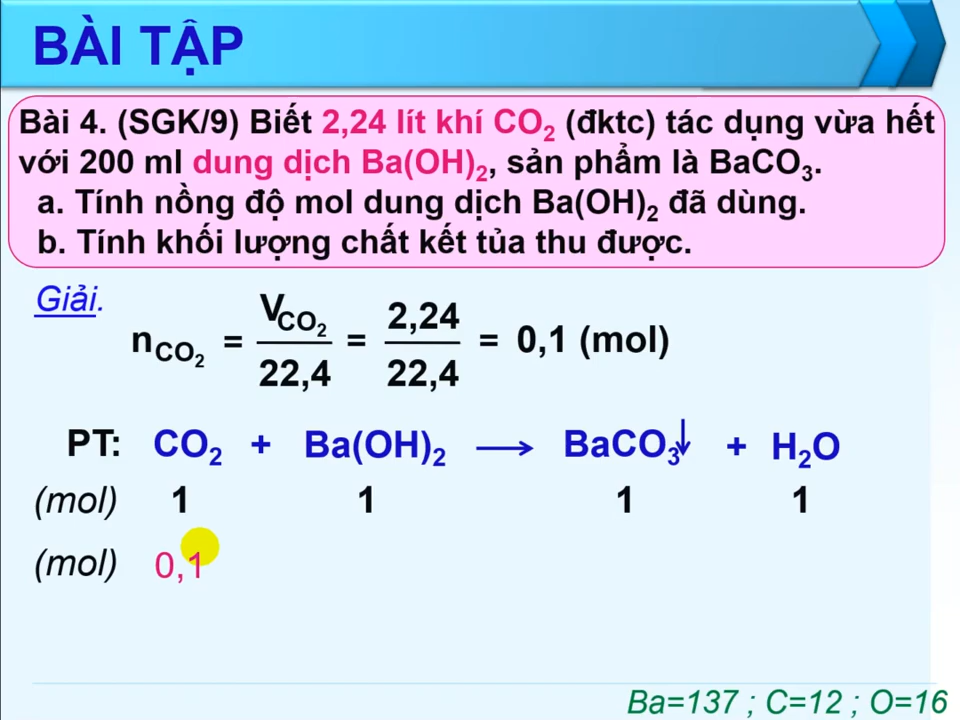 BÀI TẬP
Bài 4. (SGK/9) Biết 2,24 lít khí CO₂ (đktc) tác dụng vừa hết
với 200 ml dung dịch Ba(OH)₂, sản phẩm là BaCO₃.
a. Tính nồng độ mol dung dịch Ba(OH)₂ đã dùng.
b. Tính khối lượng chất kết tủa thu được.
Giải.
n_CO₂ = V_CO₂ / 22,4 = 2,24 / 22,4 = 0,1 (mol)
PT: CO₂ + Ba(OH)₂ ⟶ BaCO₃↓ + H₂O
(mol) 1 1 1 1
(mol) 0,1
Ba=137 ; C=12 ; O=16